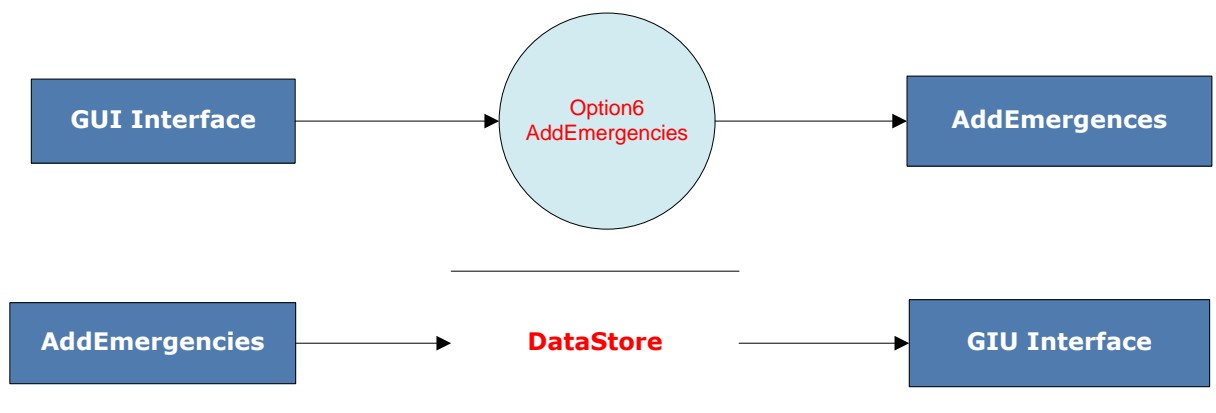 GUI Interface
Option6
AddEmergencies
AddEmergences
AddEmergencies
DataStore
GIU Interface